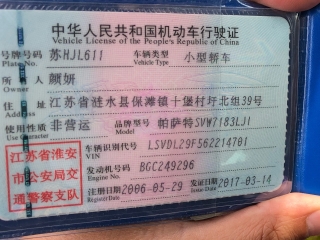 中华人民共和国机动车行驶证
Vehicle License of the People's Republic of China
号牌号码 苏HJL611 车辆类型 小型轿车
Plate No. Vehicle Type
所有人 颜妍
住址 江苏省涟水县保滩镇十堡村圩北组39号
Address
使用性质 非营运 品牌型号 帕萨特SVW7183LJ1
Use Character Model
江苏省淮安市公安局交通警察支队
车辆识别代号 LSVDL29F562214701
VIN
发动机号码 BGC249296
Engine No.
注册日期 2006-05-29 发证日期 2017-03-14
Register Date Issue Date